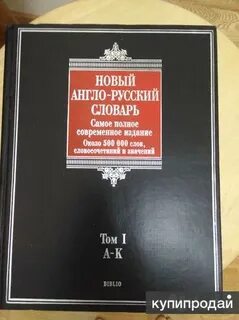 НОВЫЙ
АНГЛО-РУССКИЙ
СЛОВАРЬ
Самое полное
современное издание
Около 500 000 слов,
словосочетаний и значений
Том I
A-K
BIBLIO
купипродай